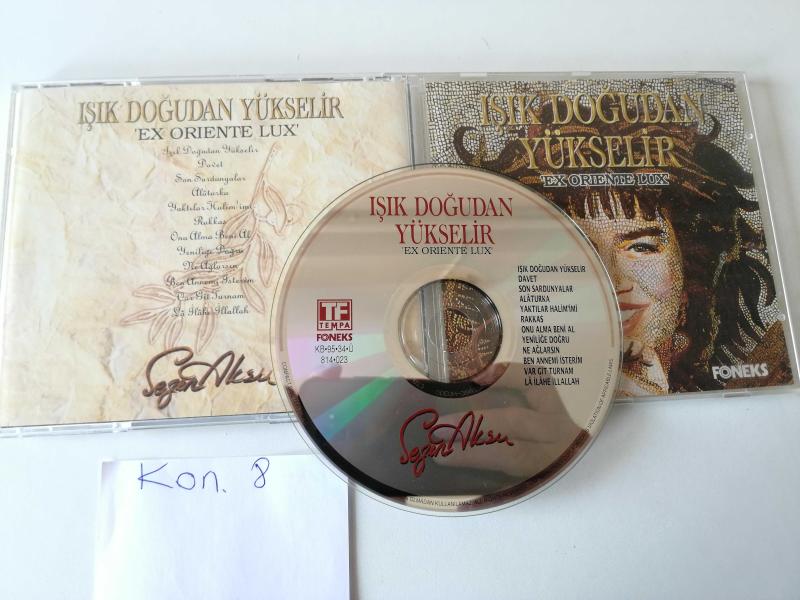 IŞIK DOĞUDAN YÜKSELİR
'EX ORIENTE LUX'
Işık Doğudan Yükselir
Davet
Son Sardunyalar
Alâturka
Yaktılar Halim'imi
Rakkas
Onu Alma Beni Al
Yeniliğe Doğru
Ne Ağlarsın
Ben Annemi İsterim
Var Git Turnam
Lâ İlâhe İllallah
Sezen Aksu
IŞIK DOĞUDAN
YÜKSELİR
'EX ORIENTE LUX'
FONEKS
IŞIK DOĞUDAN
YÜKSELİR
'EX ORIENTE LUX'
IŞIK DOĞUDAN YÜKSELİR
DAVET
SON SARDUNYALAR
ALÂTURKA
YAKTILAR HALİM'İMİ
RAKKAS
ONU ALMA BENİ AL
YENİLİĞE DOĞRU
NE AĞLARSIN
BEN ANNEMİ İSTERİM
VAR GİT TURNAM
LÂ İLÂHE İLLALLAH
TF
TEMPA
FONEKS
KB•95•34•Ü
814•023
Sezen Aksu
Kon. 8